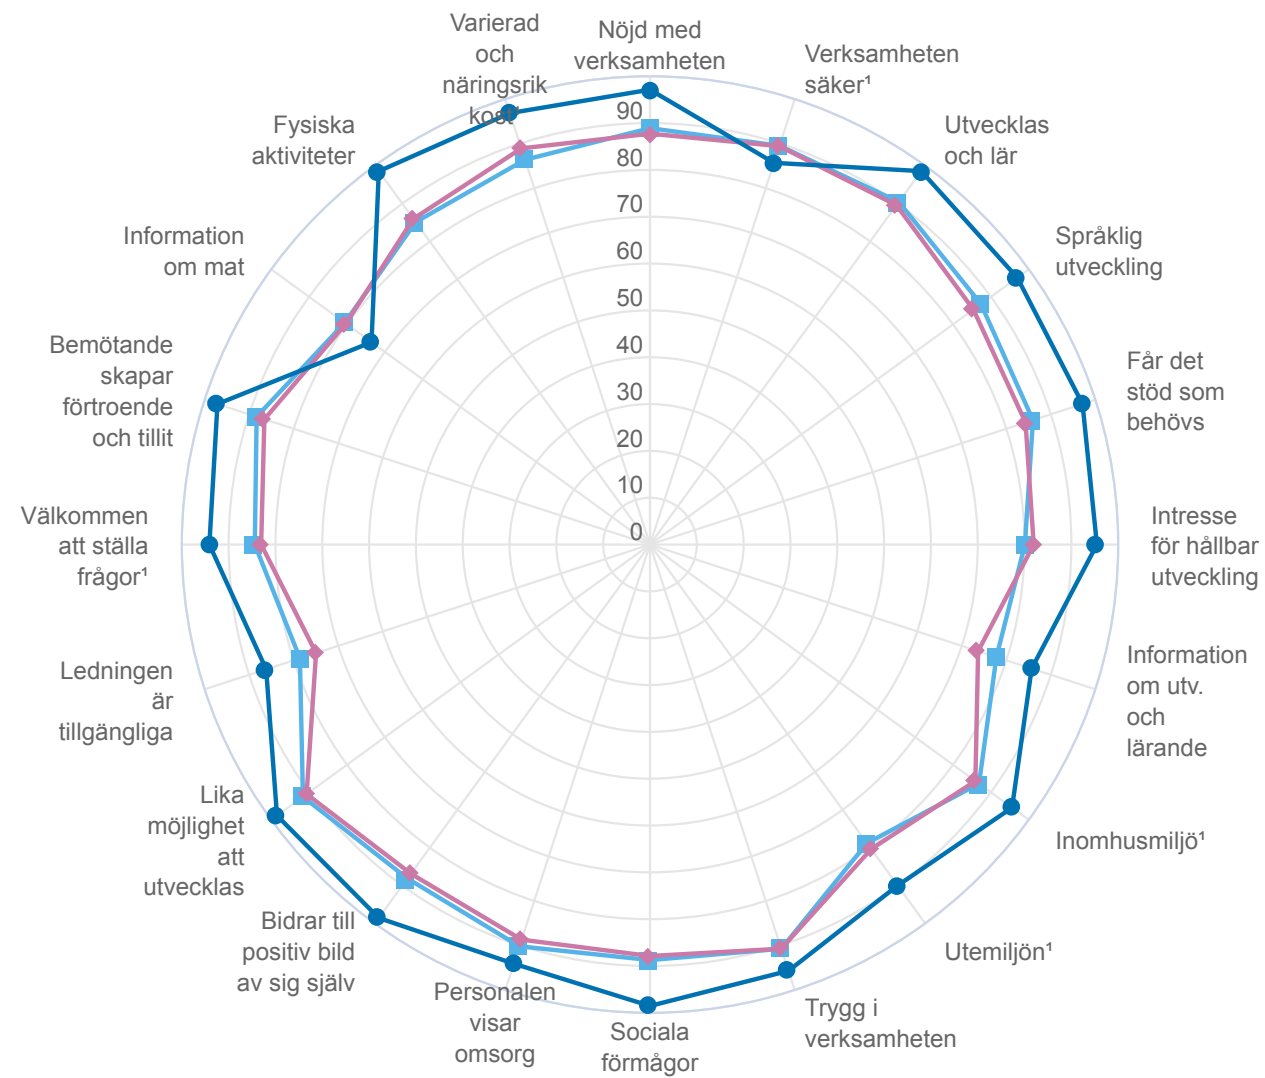 Nöjd med
verksamheten
Verksamheten
säker¹
Utvecklas
och lär
Språklig
utveckling
Får det
stöd som
behövs
Intresse
för hållbar
utveckling
Information
om utv.
och
lärande
Inomhusmiljö¹
Utemiljön¹
Trygg i
verksamheten
Sociala
förmågor
Personalen
visar
omsorg
Bidrar till
positiv bild
av sig själv
Lika
möjlighet
att
utvecklas
Ledningen
är
tillgängliga
Välkommen
att ställa
frågor¹
Bemötande
skapar
förtroende
och tillit
Information
om mat
Fysiska
aktiviteter
Varierad
och
näringsrik
kost¹
90
80
70
60
50
40
30
20
10
0